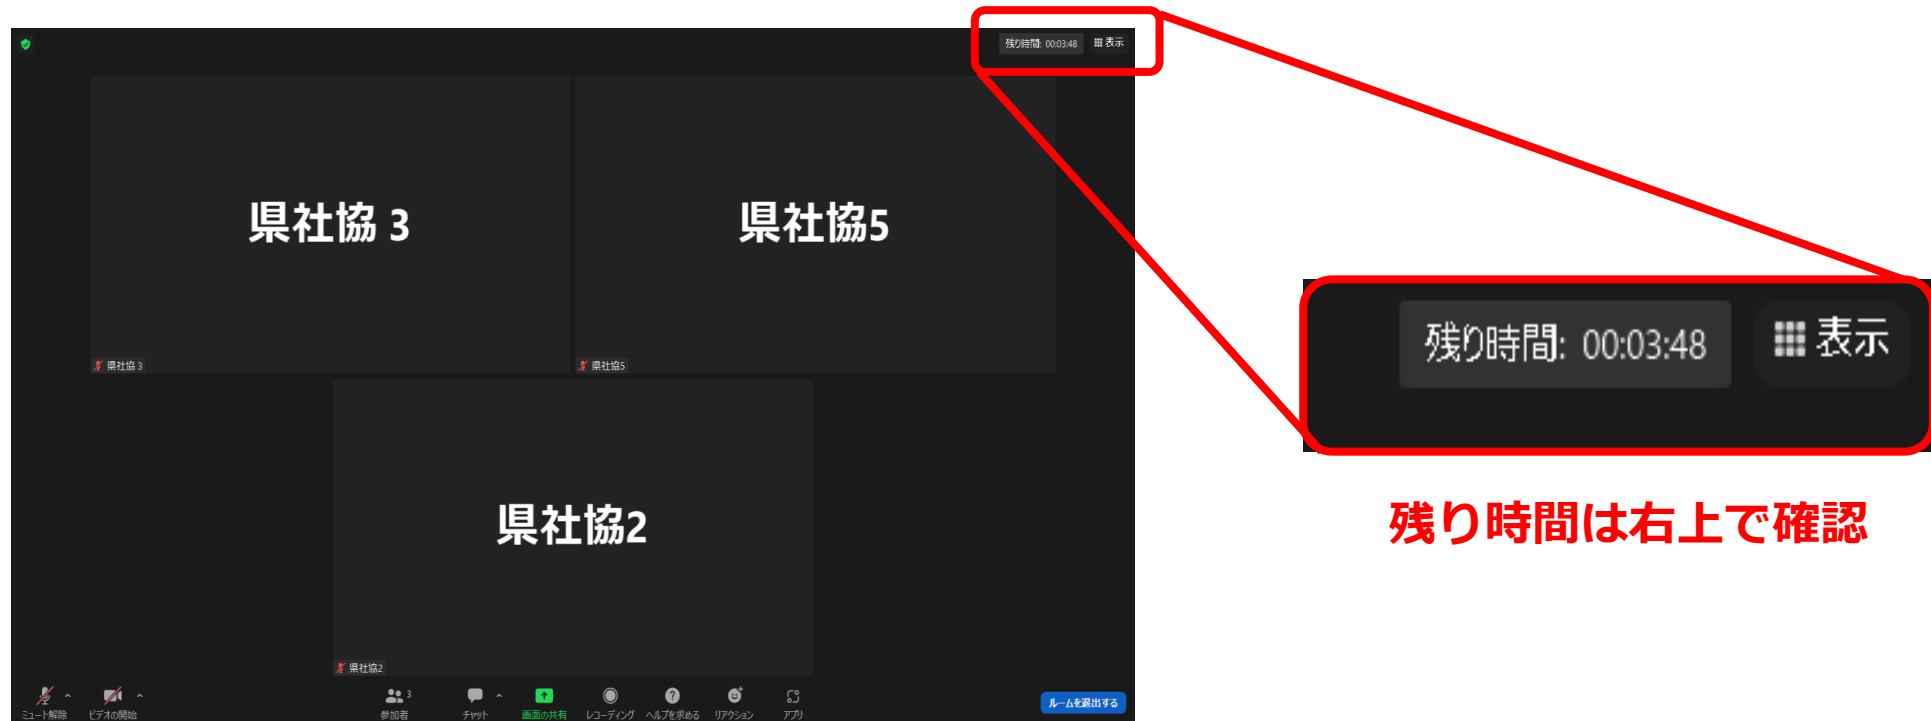 残り時間: 00:03:48 表示
県社協 3
県社協5
県社協 3
県社協5
県社協2
県社協2
ミュート解除 ビデオの開始 参加者 3 チャット 画面の共有 レコーディング ヘルプを求める リアクション アプリ ルームを退出する
残り時間: 00:03:48 表示
残り時間は右上で確認